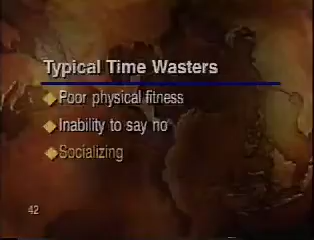 Typical Time Wasters
Poor physical fitness
Inability to say no
Socializing
42